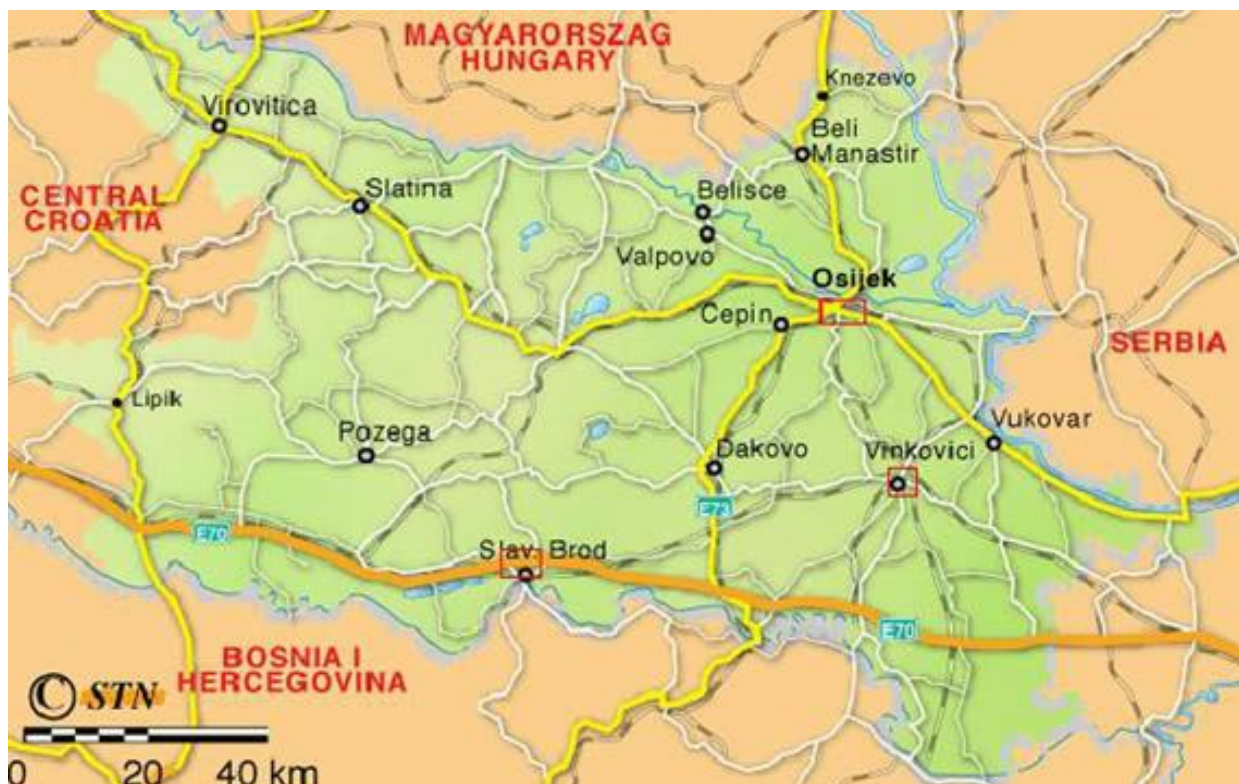 MAGYARORSZAG
HUNGARY
Knezevo
Virovitica
Beli
Manastir
CENTRAL
CROATIA
Slatina
Belisce
Valpovo
Osijek
Cepin
SERBIA
Lipik
Pozega
Dakovo
Vinkovici
Vukovar
E73
E70
Slav. Brod
E70
BOSNIA I
HERCEGOVINA
© STN
0 20 40 km